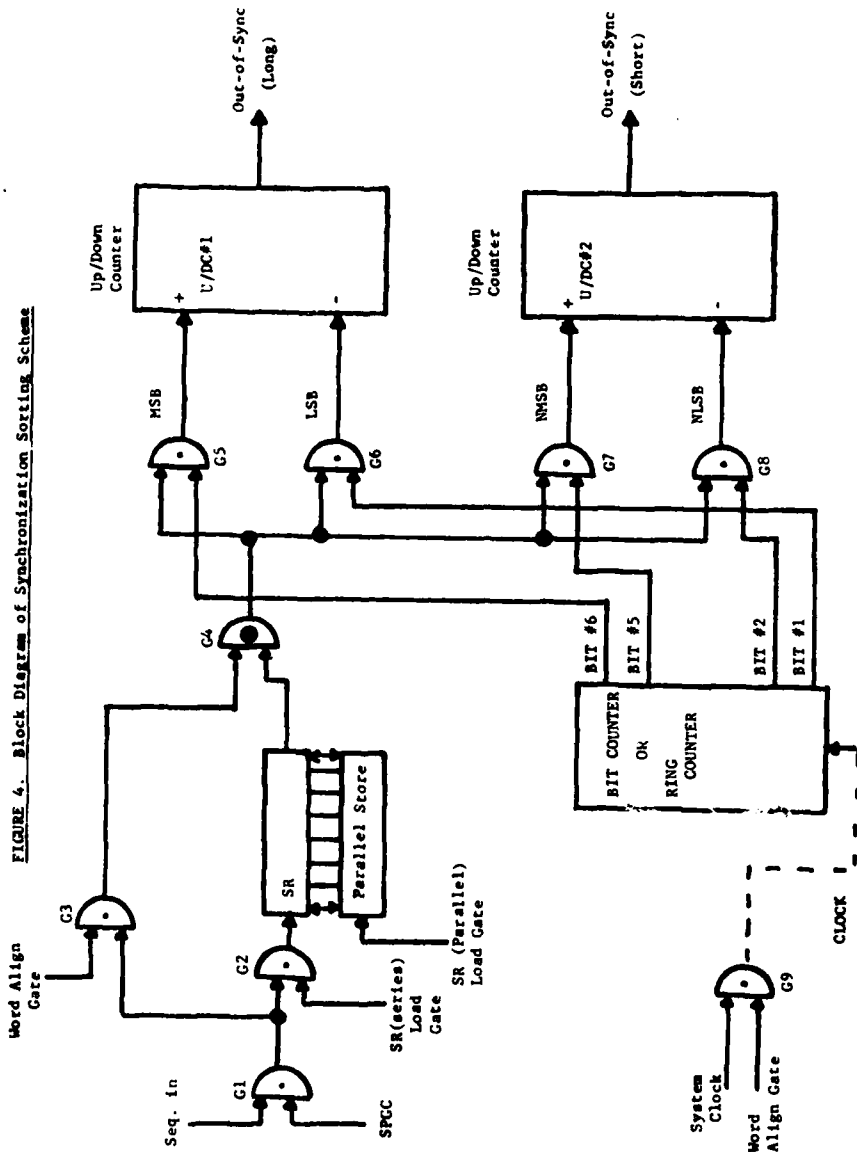 FIGURE 4. Block Diagram of Synchronization Sorting Scheme
Word Align
Gate
G3
Seq. in
SPGC
G1
G2
SR(series)
Load
Gate
SR
Parallel Store
SR (Parallel)
Load Gate
G4
MSB
G5
LSB
G6
NMSB
G7
NLSB
G8
Up/Down
Counter
+
U/DC#1
-
Out-of-Sync
(Long)
Up/Down
Counter
+
U/DC#2
-
Out-of-Sync
(Short)
BIT COUNTER
OR
RING
COUNTER
BIT #6
BIT #5
BIT #2
BIT #1
System
Clock
Word
Align Gate
G9
CLOCK